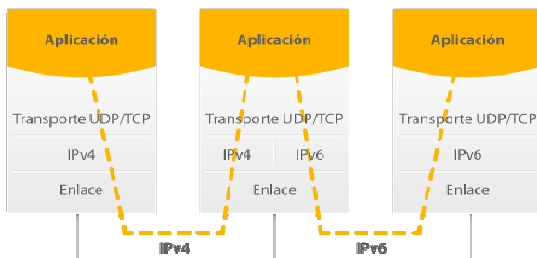 Aplicación Aplicación Aplicación
Transporte UDP/TCP Transporte UDP/TCP Transporte UDP/TCP
IPv4 IPv4 IPv6 IPv6
Enlace Enlace Enlace
IPv4 IPv6